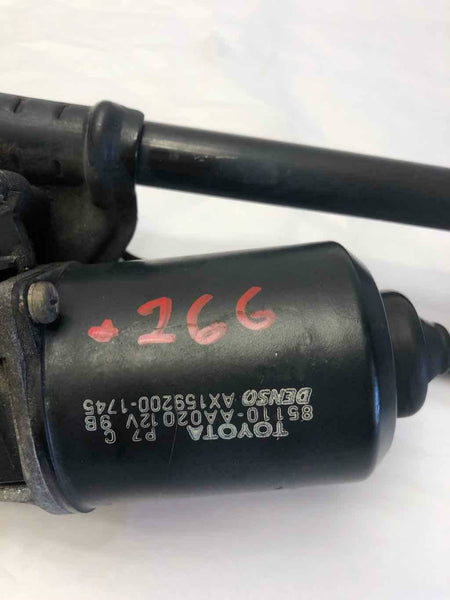 266
TOYOTA
85110-AA020 12V 9B
DENSO AX159200-1745
P7 C